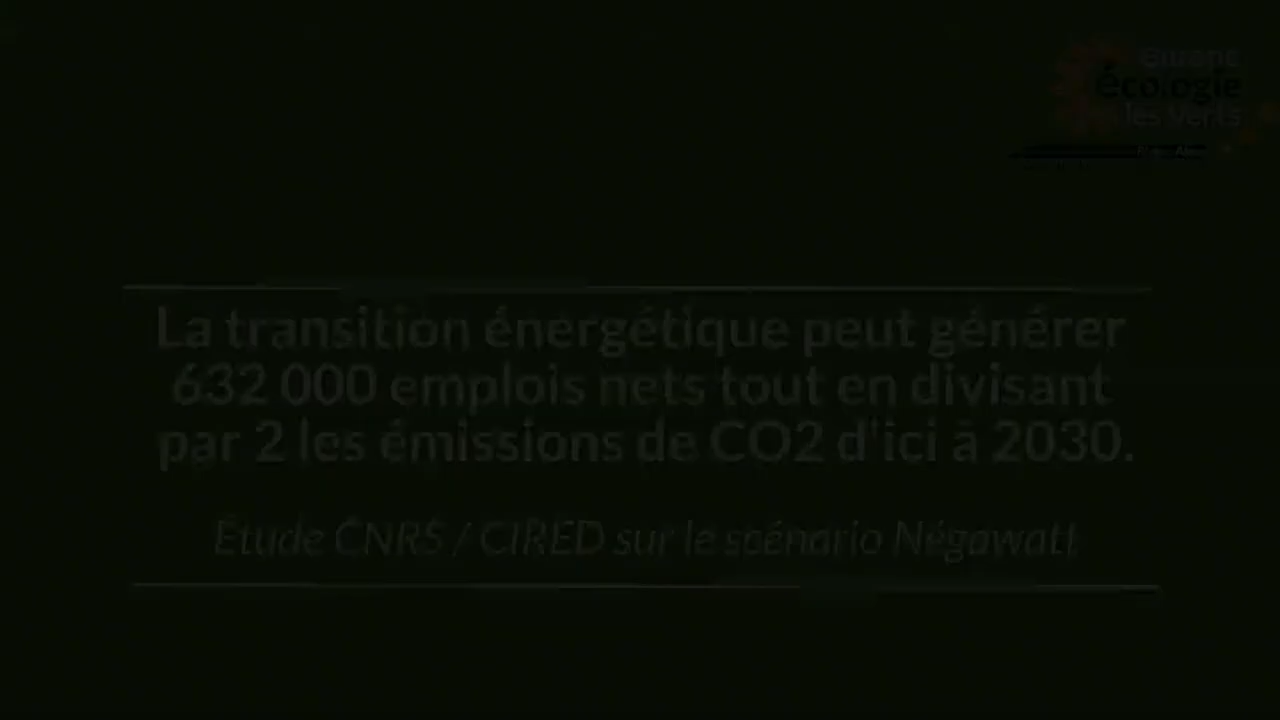 écologie
les Verts
La transition énergétique peut générer
632 000 emplois nets tout en divisant
par 2 les émissions de CO2 d'ici à 2030.
Étude CNRS / CIRED sur le scénario Négawatt